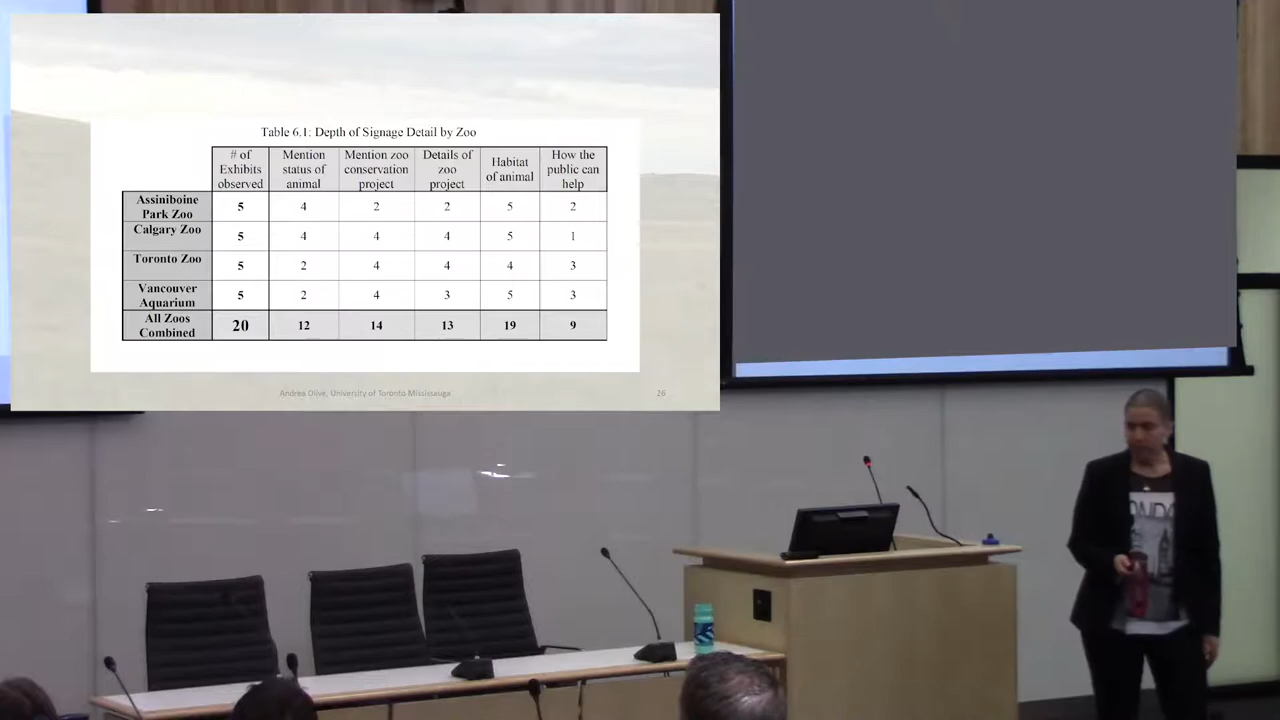 Table 6.1: Depth of Signage Detail by Zoo
# of Exhibits observed Mention status of animal Mention zoo conservation project Details of zoo project Habitat of animal How the public can help
Assiniboine Park Zoo 5 4 2 2 5 2
Calgary Zoo 5 4 4 4 5 1
Toronto Zoo 5 2 4 4 4 3
Vancouver Aquarium 5 2 4 3 5 3
All Zoos Combined 20 12 14 13 19 9
Andrea Olive, University of Toronto Mississauga 26